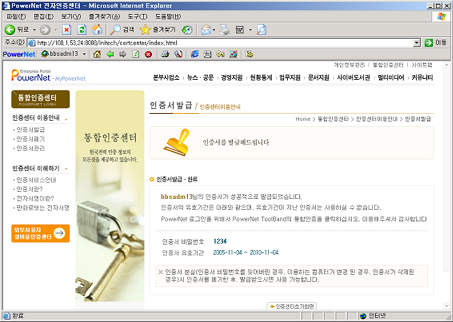 PowerNet 전자인증센터 - Microsoft Internet Explorer
파일(F) 편집(E) 보기(V) 즐겨찾기(A) 도구(T) 도움말(H)
뒤로 검색 즐겨찾기
주소(D) http://100.1.53.24:8088/initech/certcenter/index.html 이동
PowerNet bbsadm13
개인정보관리 통합인증센터 사이트맵
Enterprise Portal
PowerNet - MyPowerNet
본부사업소 뉴스·공문 경영지원 현황통계 업무지원 문서지원 사이버도서관 멀티미디어 커뮤니티
통합인증센터
인증센터 이용안내
인증서발급
인증서폐기
인증서관리
인증센터 이해하기
인증서비스안내
인증서란?
전자서명이란?
만화로보는 전자서명
외부사용자
겸비용인증센터
통합인증센터
한국전력 인증 정보의
모든것을 제공하고 있습니다.
인증서발급 / 인증센터이용안내
Home > 통합인증센터 > 인증센터이용안내 > 인증서발급
인증서를 발급해드립니다
인증서발급 - 완료
bbsadm13님의 인증서가 성공적으로 발급되었습니다.
인증서의 유효기간은 아래와 같으며, 유효기간이 지난 인증서는 사용하실 수 없습니다.
PowerNet 로그인을 위해서 PowerNet ToolBand의 통합인증을 클릭하십시오. 이용해주셔서 감사합니다
인증서 비밀번호 1234
인증서 유효기간 2005-11-04 ~ 2010-11-04
※ 인증서 분실(인증서 비밀번호를 잊어버린 경우, 이용하는 컴퓨터가 변경 된 경우, 인증서가 삭제된
경우)시 인증서를 폐기한 후, 발급받으시면 사용 가능합니다.
인증센터초기화면
완료 인터넷